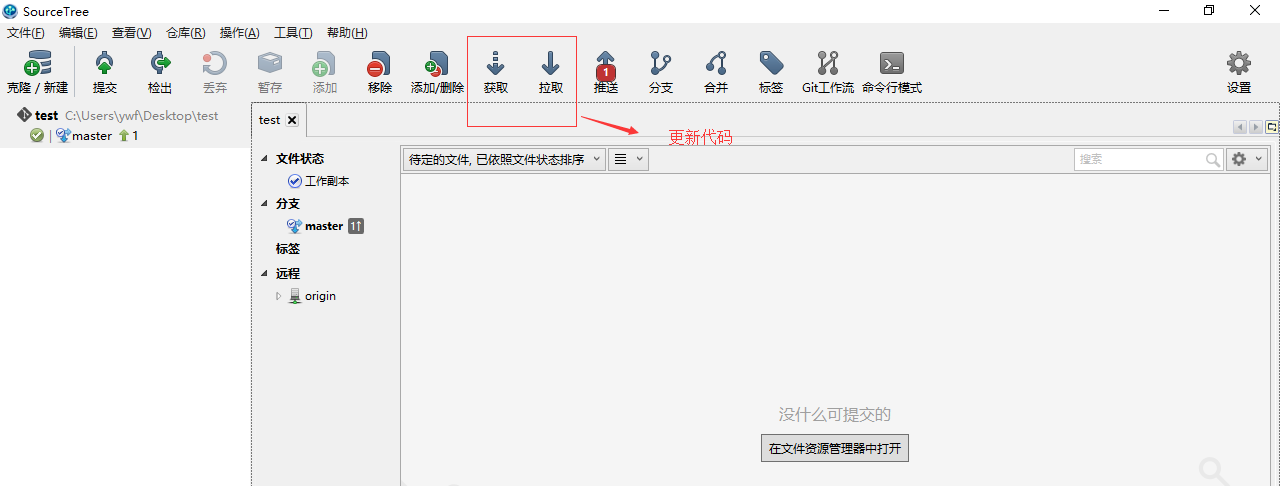 SourceTree
文件(F) 编辑(E) 查看(V) 仓库(R) 操作(A) 工具(T) 帮助(H)
克隆 / 新建 提交 检出 丢弃 暂存 添加 移除 添加/删除 获取 拉取 推送 分支 合并 标签 Git工作流 命令行模式 设置
1
test C:\Users\ywf\Desktop\test
master 1
test
更新代码
文件状态
工作副本
分支
master 1
标签
远程
origin
待定的文件, 已依照文件状态排序
搜索
没什么可提交的
在文件资源管理器中打开